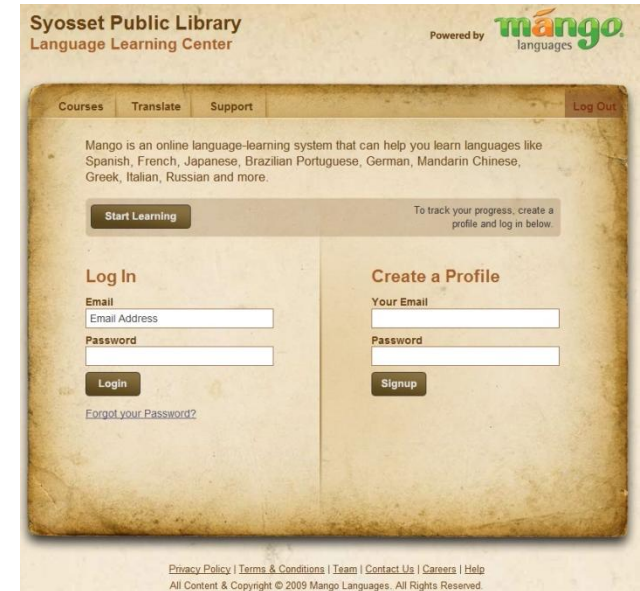 Syosset Public Library
Language Learning Center
Powered by
mango
languages
Courses Translate Support Log Out
Mango is an online language-learning system that can help you learn languages like
Spanish, French, Japanese, Brazilian Portuguese, German, Mandarin Chinese,
Greek, Italian, Russian and more.
Start Learning
To track your progress, create a
profile and log in below.
Log In
Email
Email Address
Password
Login
Forgot your Password?
Create a Profile
Your Email
Password
Signup
Privacy Policy | Terms & Conditions | Team | Contact Us | Careers | Help
All Content & Copyright © 2009 Mango Languages. All Rights Reserved.